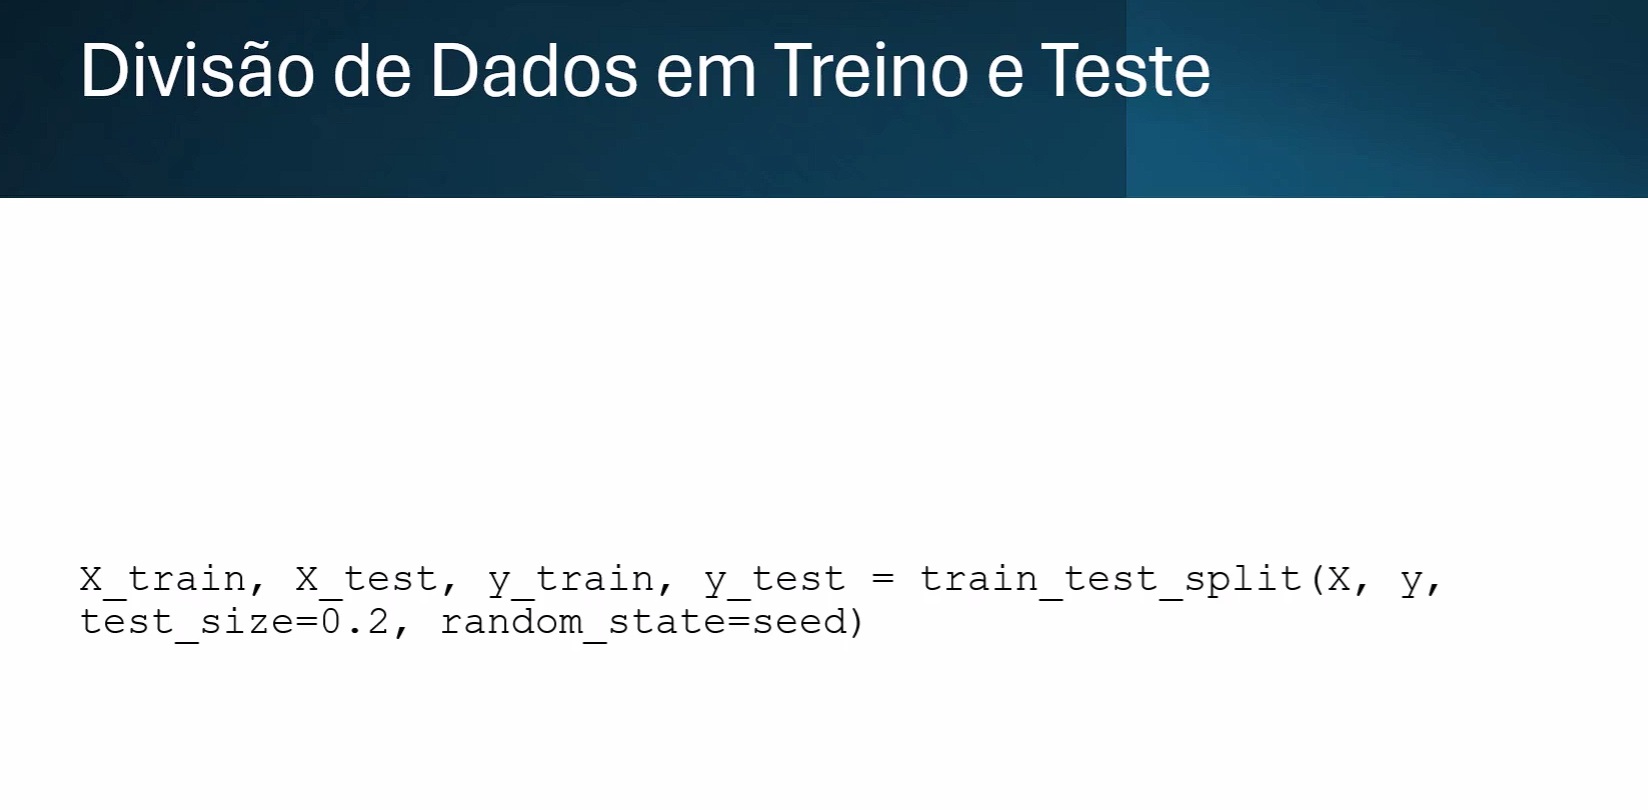 Divisão de Dados em Treino e Teste
X_train, X_test, y_train, y_test = train_test_split(X, y,
test_size=0.2, random_state=seed)